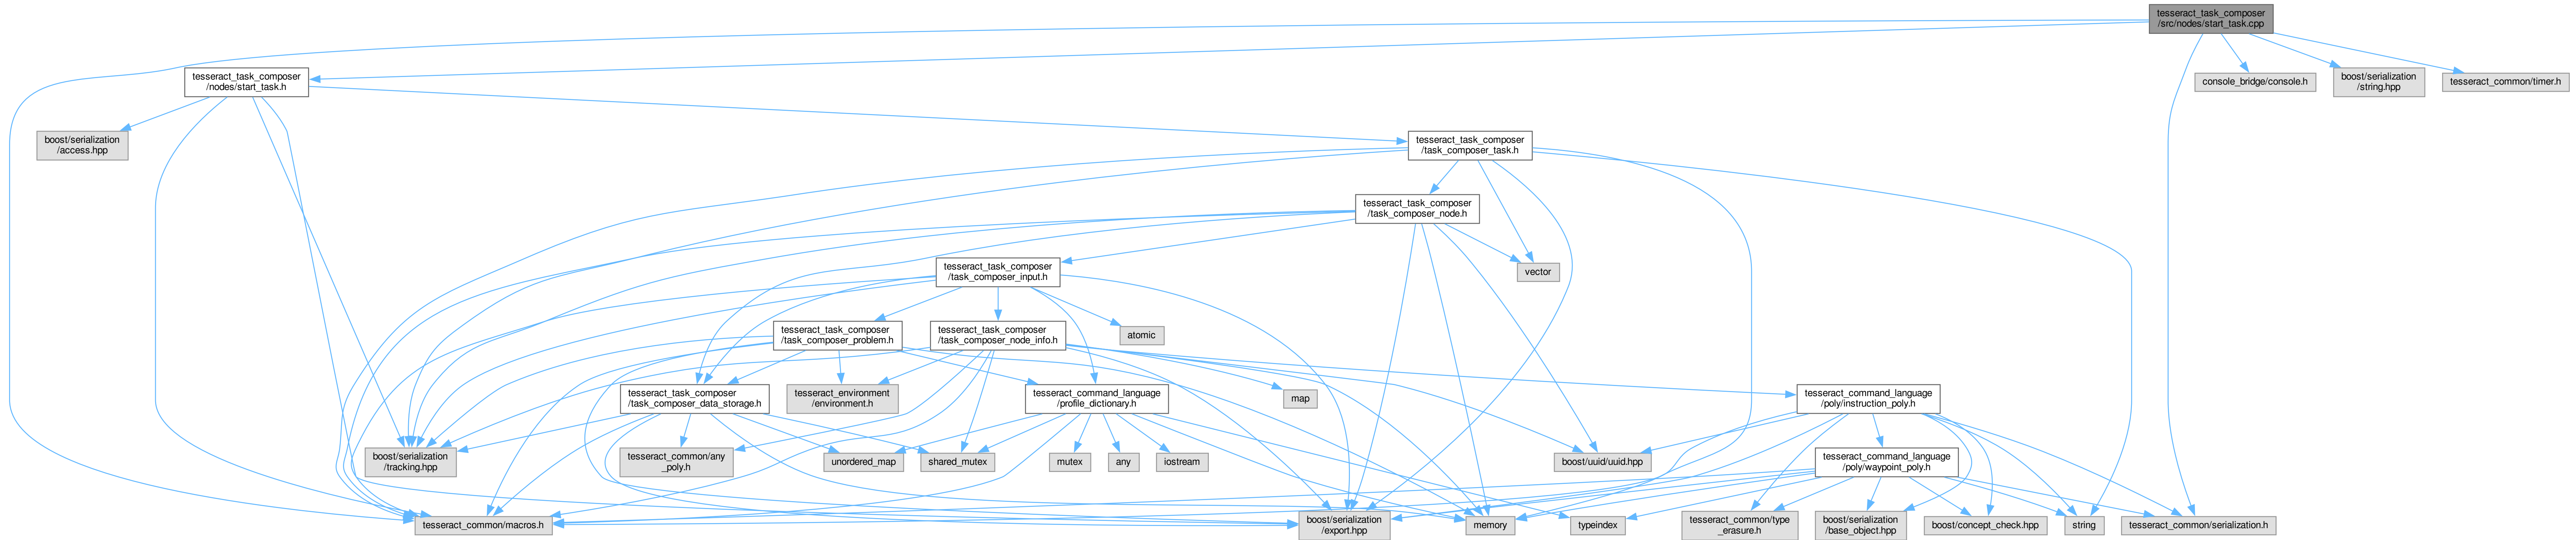 tesseract_task_composer
/src/nodes/start_task.cpp
tesseract_task_composer
/nodes/start_task.h
console_bridge/console.h
boost/serialization
/string.hpp
tesseract_common/timer.h
boost/serialization
/access.hpp
tesseract_task_composer
/task_composer_task.h
tesseract_task_composer
/task_composer_node.h
tesseract_task_composer
/task_composer_input.h
vector
tesseract_task_composer
/task_composer_problem.h
tesseract_task_composer
/task_composer_node_info.h
atomic
tesseract_task_composer
/task_composer_data_storage.h
tesseract_environment
/environment.h
tesseract_command_language
/profile_dictionary.h
map
tesseract_command_language
/poly/instruction_poly.h
boost/serialization
/tracking.hpp
tesseract_common/any
_poly.h
unordered_map
shared_mutex
mutex
any
iostream
boost/uuid/uuid.hpp
tesseract_command_language
/poly/waypoint_poly.h
tesseract_common/macros.h
boost/serialization
/export.hpp
memory
typeindex
tesseract_common/type
_erasure.h
boost/serialization
/base_object.hpp
boost/concept_check.hpp
string
tesseract_common/serialization.h